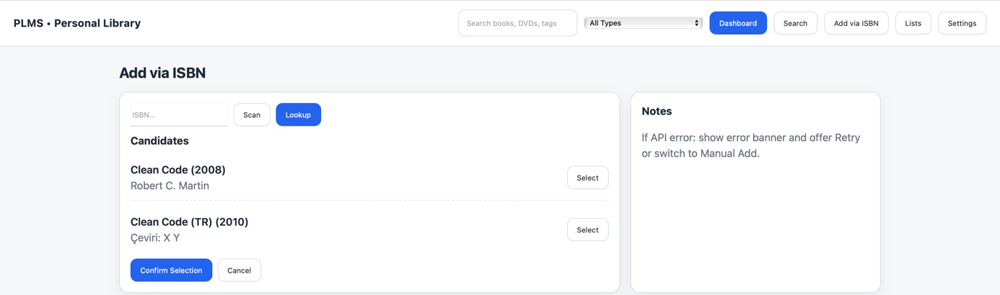 PLMS • Personal Library
Search books, DVDs, tags
All Types
Dashboard
Search
Add via ISBN
Lists
Settings
Add via ISBN
ISBN...
Scan
Lookup
Candidates
Clean Code (2008)
Robert C. Martin
Select
Clean Code (TR) (2010)
Çeviri: X Y
Select
Confirm Selection
Cancel
Notes
If API error: show error banner and offer Retry
or switch to Manual Add.